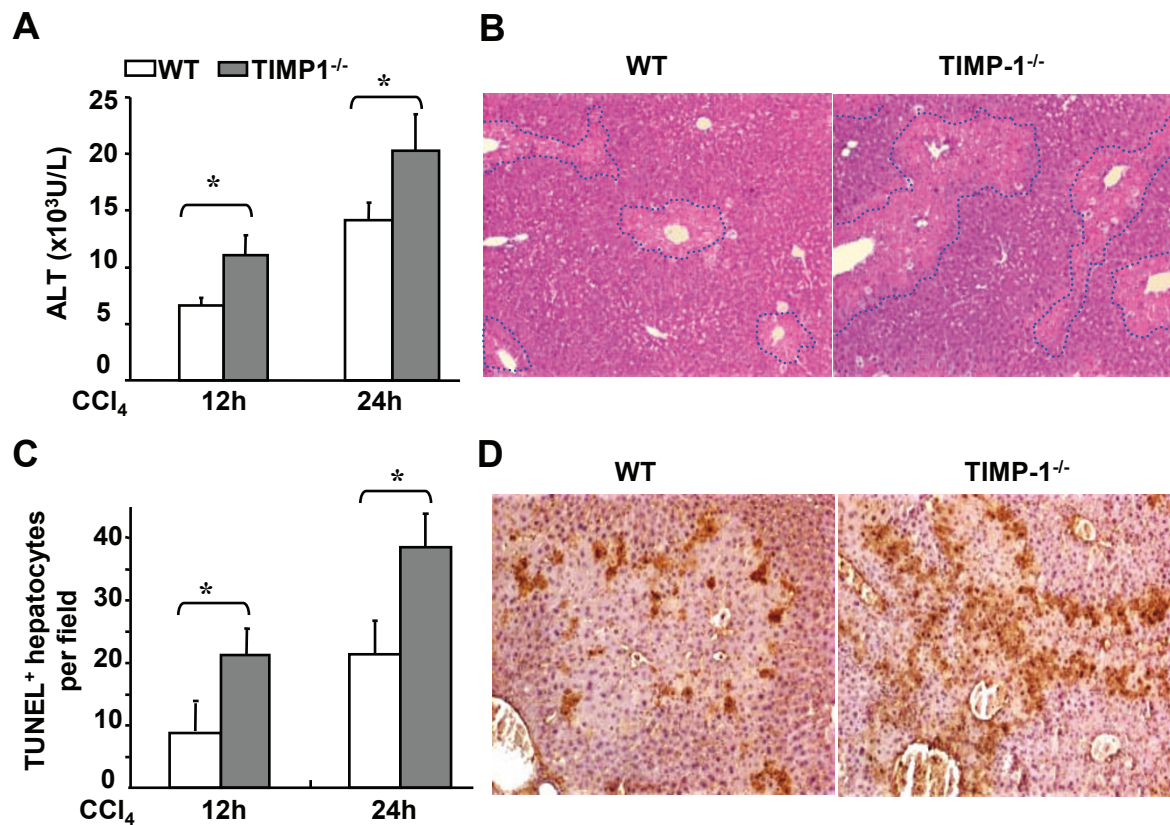 A
WT TIMP1-/-
ALT (x10³U/L)
25
20
15
10
5
0
*
*
CCl₄ 12h 24h
B
WT TIMP-1-/-
C
TUNEL⁺ hepatocytes
per field
40
30
20
10
0
*
*
CCl₄ 12h 24h
D
WT TIMP-1-/-